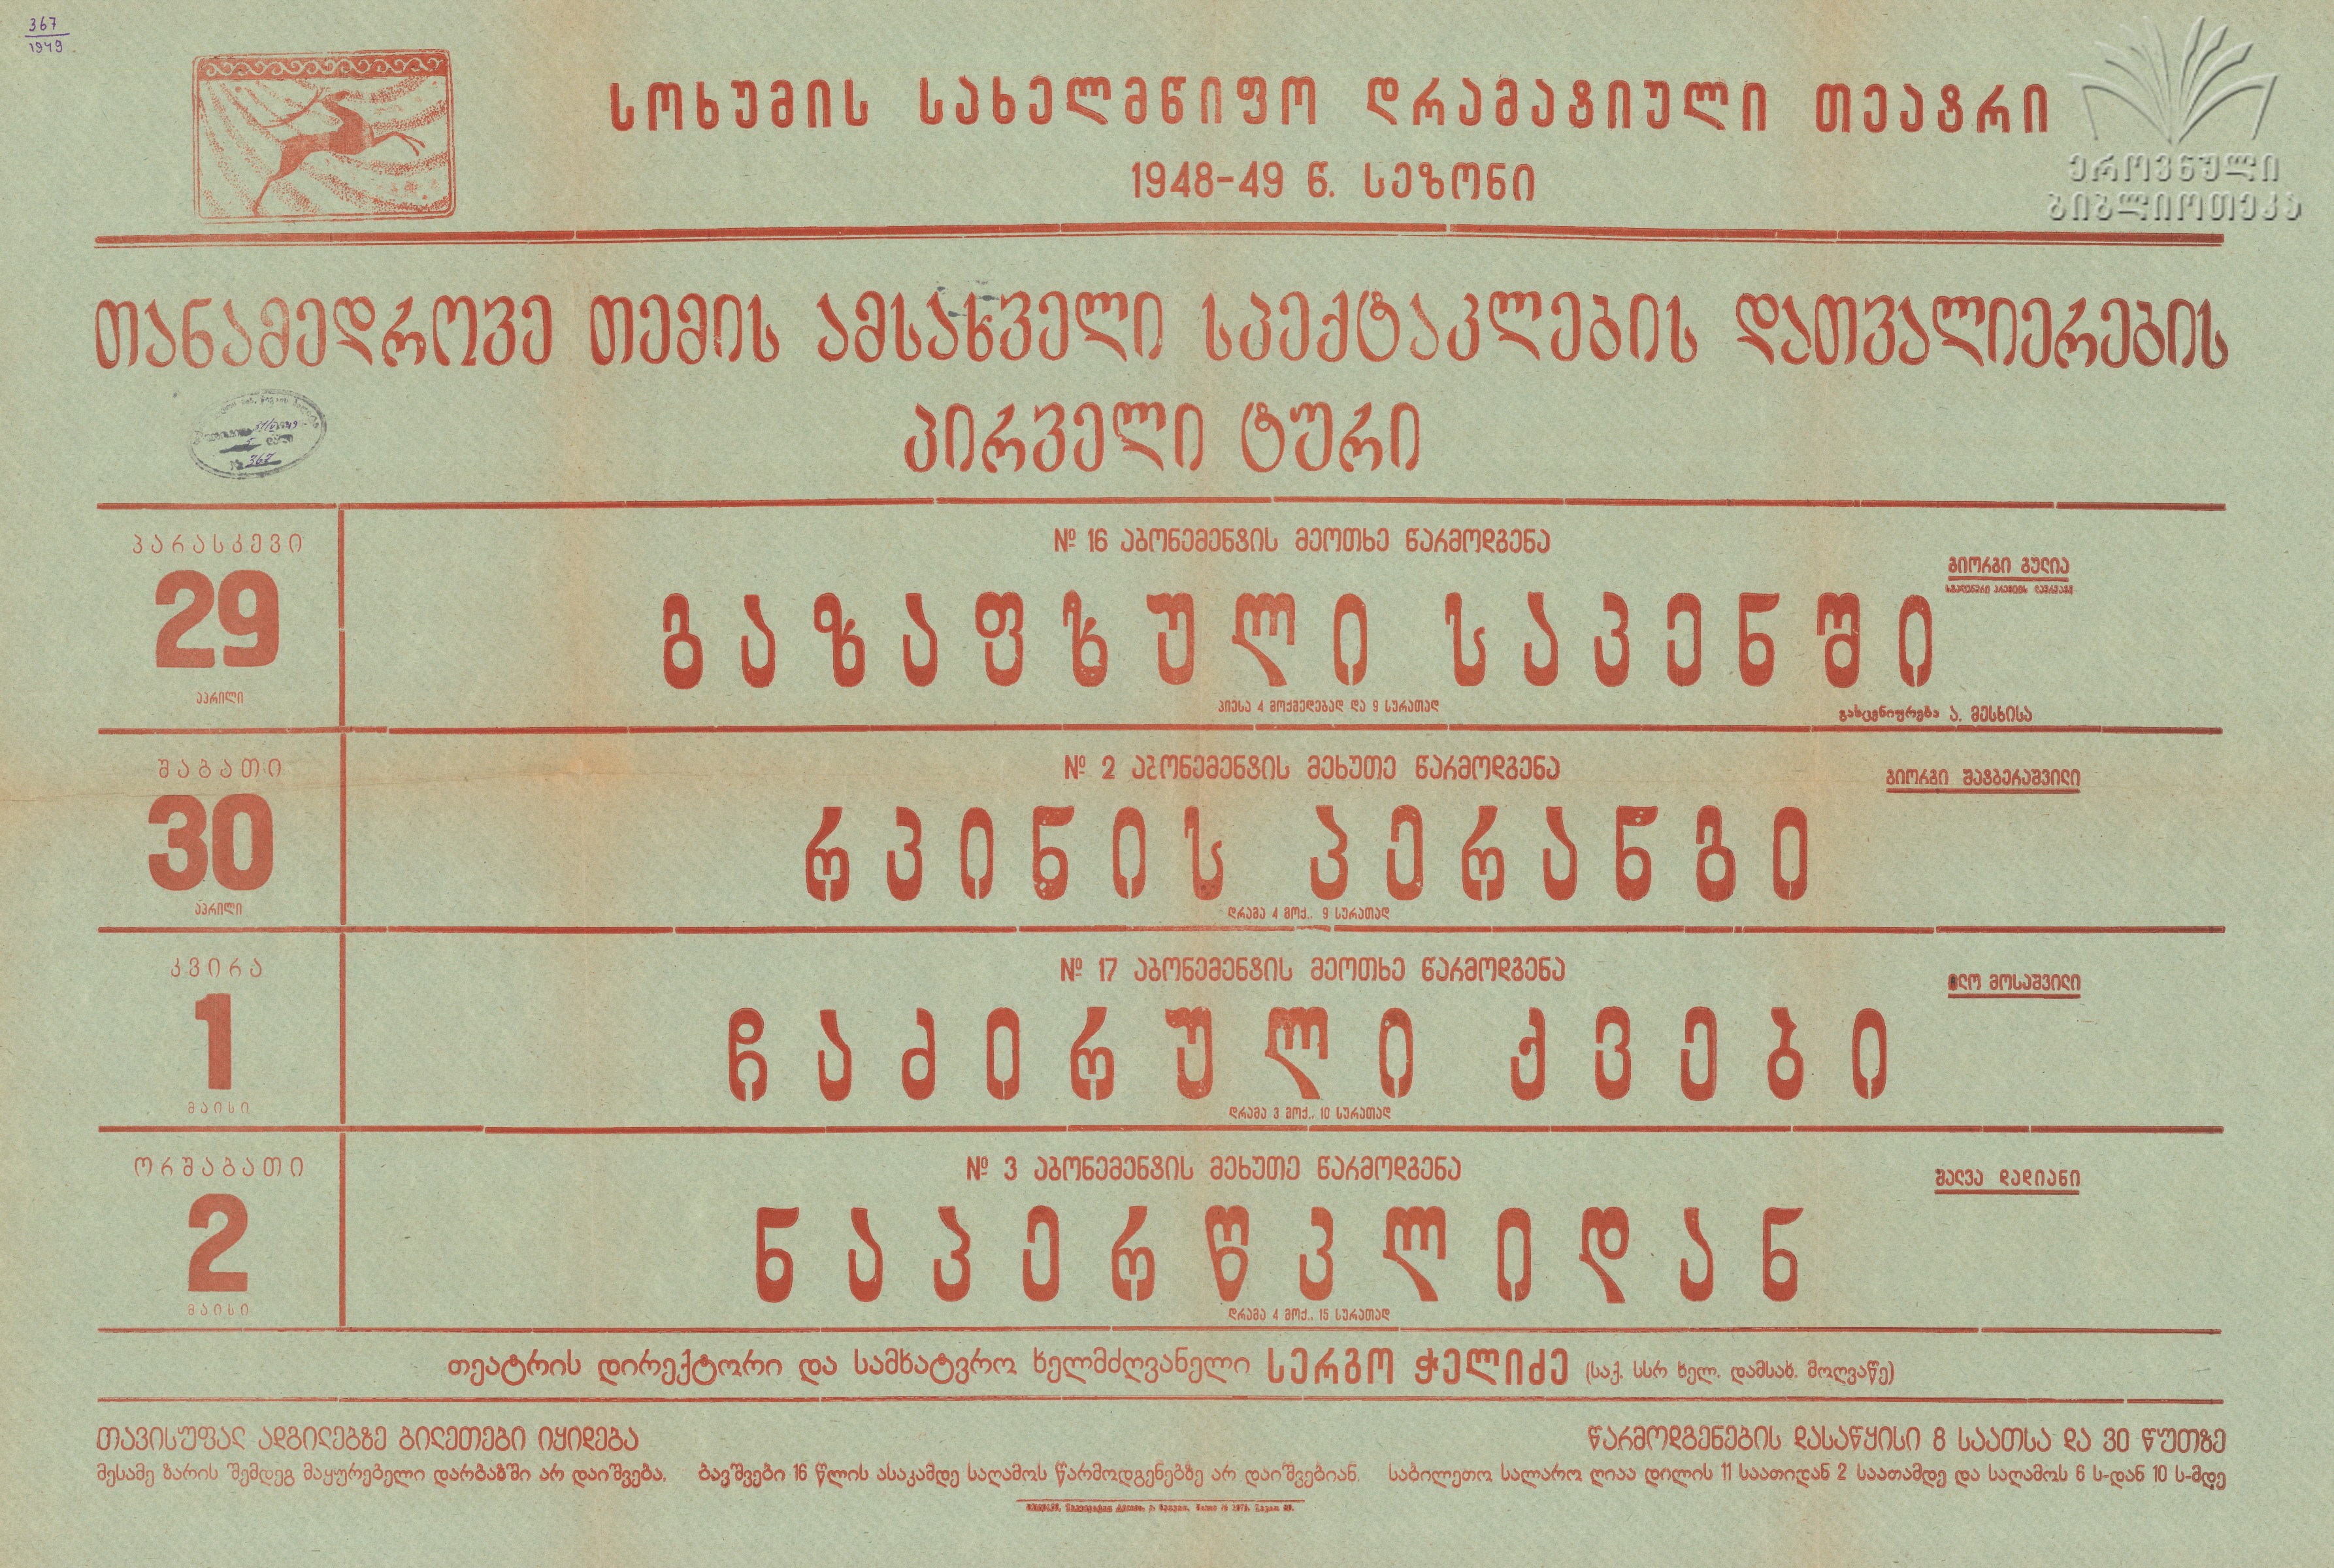 367
1949
სოხუმის სახელმწიფო დრამატიული თეატრი
1948-49 წ. სეზონი
ეროვნული
ბიბლიოთეკა
თანამედროვე თემის ამსახველი სპექტაკლების დათვალიერების
პირველი ტური
367
პარასკევი
29
აპრილი
№ 16 აბონემენტის მეოთხე წარმოდგენა
გიორგი გულია
გაზაფხული საკენში
პიესა 4 მოქმედებად და 9 სურათად
გასცენიურება ა. მესხისა
შაბათი
30
აპრილი
№ 2 აბონემენტის მეხუთე წარმოდგენა
გიორგი შატბერაშვილი
რკინის პერანგი
დრამა 4 მოქ., 9 სურათად
კვირა
1
მაისი
№ 17 აბონემენტის მეოთხე წარმოდგენა
ილო მოსაშვილი
ჩაძირული ქვები
დრამა 3 მოქ., 10 სურათად
ორშაბათი
2
მაისი
№ 3 აბონემენტის მეხუთე წარმოდგენა
შალვა დადიანი
ნაპერწკლიდან
დრამა 4 მოქ., 15 სურათად
თეატრის დირექტორი და სამხატვრო ხელმძღვანელი სერგო ჭელიძე (საქ. სსრ ხელ. დამსახ. მოღვაწე)
თავისუფალ ადგილებზე ბილეთები იყიდება
წარმოდგენების დასაწყისი 8 საათსა და 30 წუთზე
მესამე ზარის შემდეგ მაყურებელი დარბაზში არ დაიშვება. ბავშვები 16 წლის ასაკამდე საღამოს წარმოდგენებზე არ დაიშვებიან. საბილეთო სალარო ღიაა დილის 11 საათიდან 2 საათამდე და საღამოს 6 ს-დან 10 ს-მდე